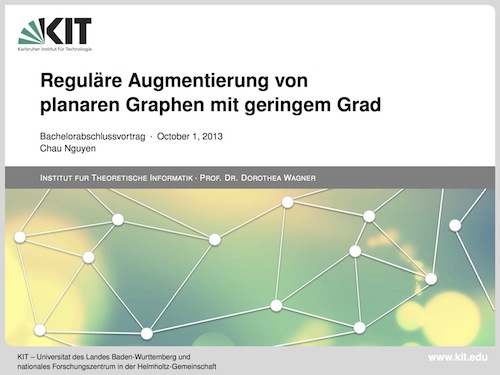 KIT
Karlsruher Institut für Technologie
Reguläre Augmentierung von
planaren Graphen mit geringem Grad
Bachelorabschlussvortrag · October 1, 2013
Chau Nguyen
INSTITUT FÜR THEORETISCHE INFORMATIK · PROF. DR. DOROTHEA WAGNER
KIT – Universitat des Landes Baden-Wurttemberg und
nationales Forschungszentrum in der Helmholtz-Gemeinschaft
www.kit.edu